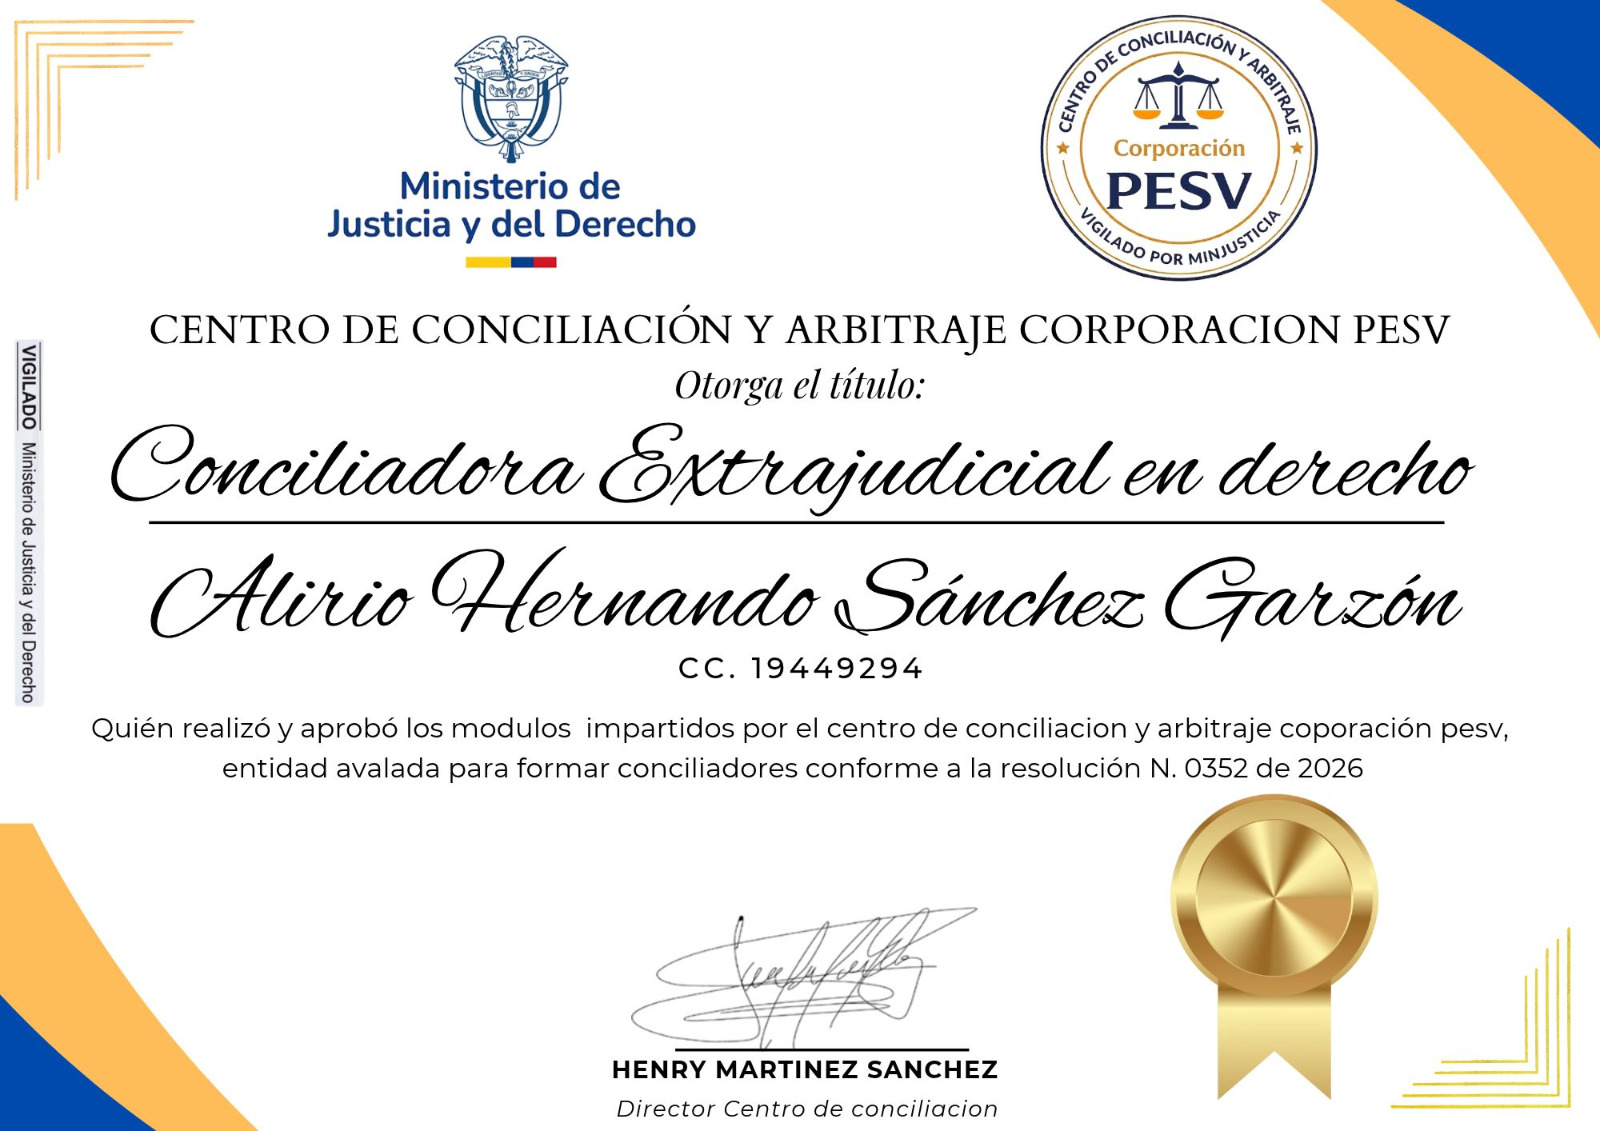 Ministerio de
Justicia y del Derecho
CENTRO DE CONCILIACIÓN Y ARBITRAJE
Corporación
PESV
VIGILADO POR MINJUSTICIA
CENTRO DE CONCILIACIÓN Y ARBITRAJE CORPORACION PESV
Otorga el título:
Conciliadora Extrajudicial en derecho
Alirio Hernando Sánchez Garzón
CC. 19449294
Quién realizó y aprobó los modulos impartidos por el centro de conciliacion y arbitraje coporación pesv,
entidad avalada para formar conciliadores conforme a la resolución N. 0352 de 2026
VIGILADO Ministerio de Justicia y del Derecho
HENRY MARTINEZ SANCHEZ
Director Centro de conciliacion